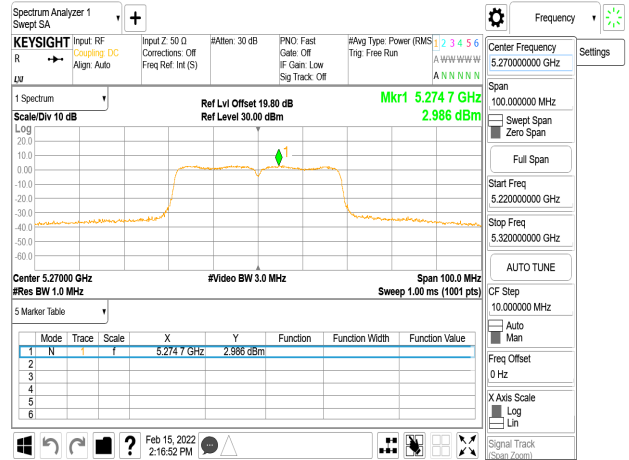 Spectrum Analyzer 1
Swept SA
Frequency
KEYSIGHT
R
Input: RF
Coupling: DC
Align: Auto
Input Z: 50 Ω
Corrections: Off
Freq Ref: Int (S)
#Atten: 30 dB
PNO: Fast
Gate: Off
IF Gain: Low
Sig Track: Off
#Avg Type: Power (RMS
Trig: Free Run
1 2 3 4 5 6
A W W W W W
A N N N N N
1 Spectrum
Scale/Div 10 dB
Ref Lvl Offset 19.80 dB
Ref Level 30.00 dBm
Mkr1 5.274 7 GHz
2.986 dBm
Log
20.0
10.0
0.00
-10.0
-20.0
-30.0
-40.0
-50.0
-60.0
1
Center 5.27000 GHz
#Res BW 1.0 MHz
#Video BW 3.0 MHz
Span 100.0 MHz
Sweep 1.00 ms (1001 pts)
5 Marker Table
Mode Trace Scale X Y Function Function Width Function Value
1 N 1 f 5.274 7 GHz 2.986 dBm
2
3
4
5
6
Feb 15, 2022
2:16:52 PM
?
Center Frequency
5.270000000 GHz
Settings
Span
100.000000 MHz
Swept Span
Zero Span
Full Span
Start Freq
5.220000000 GHz
Stop Freq
5.320000000 GHz
AUTO TUNE
CF Step
10.000000 MHz
Auto
Man
Freq Offset
0 Hz
X Axis Scale
Log
Lin
Signal Track
(Span Zoom)